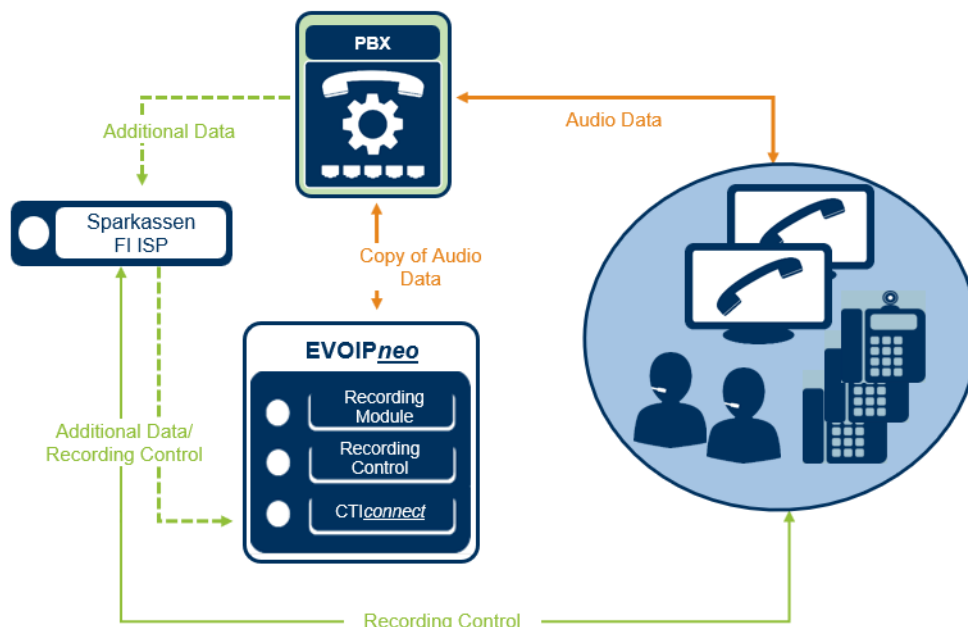 PBX
Additional Data
Audio Data
Sparkassen
FI ISP
Copy of Audio
Data
EVOIPneo
Recording
Module
Recording
Control
CTIconnect
Additional Data/
Recording Control
Recording Control